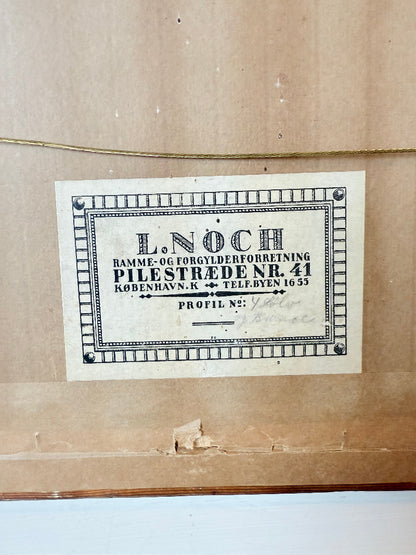 L. NOCH
RAMME- OG FORGYLDERFORRETNING
PILESTRÆDE NR. 41
KØBENHAVN. K TELF. BYEN 1655
PROFIL No: